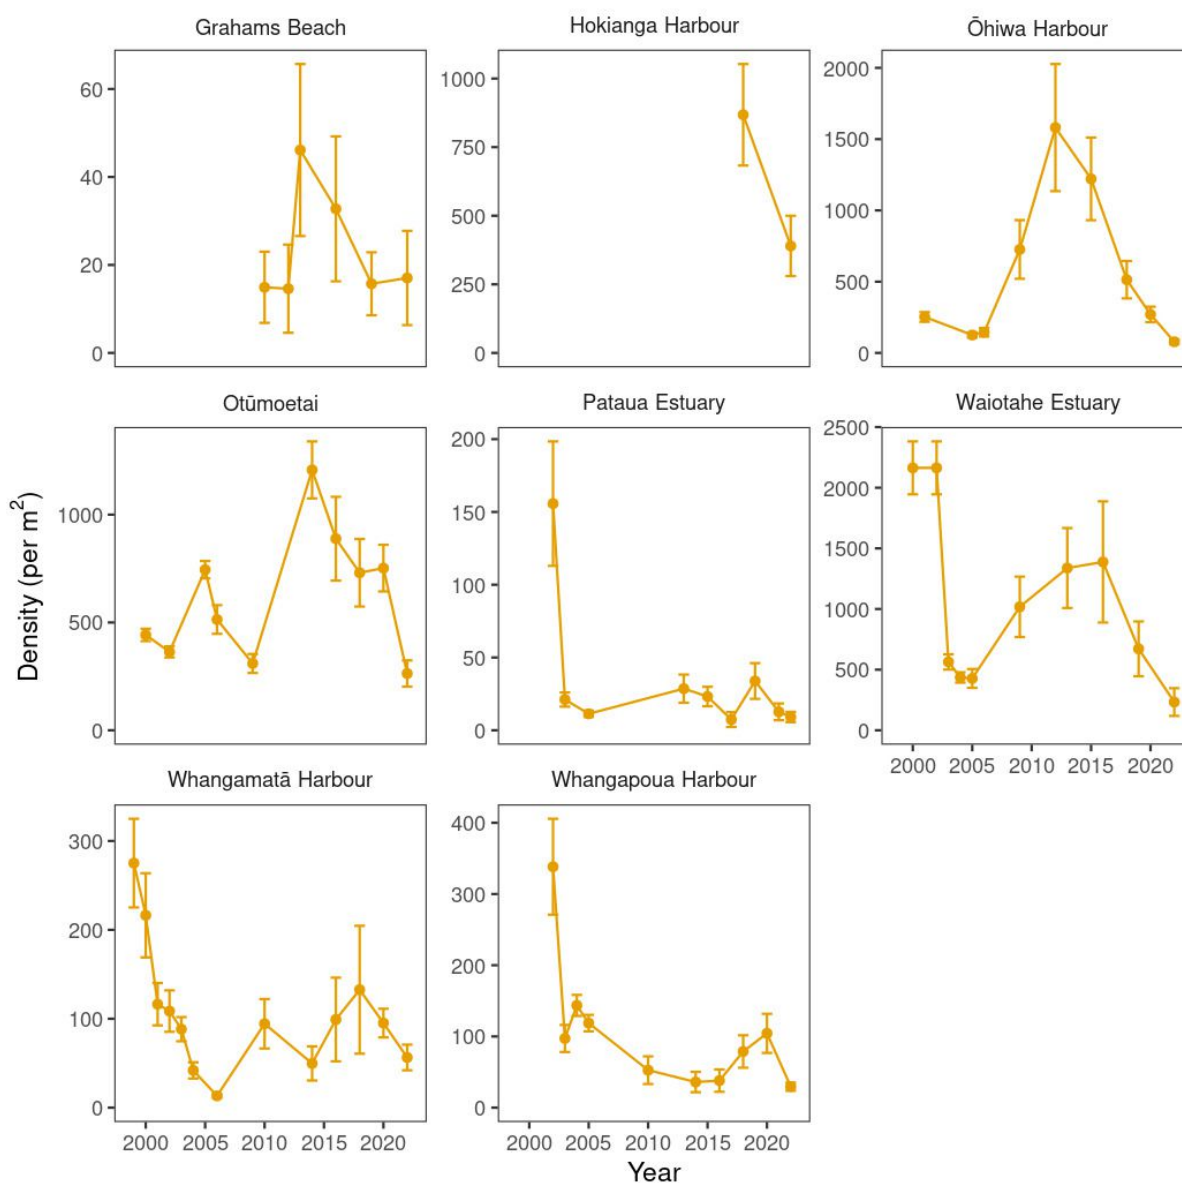 Grahams Beach
Hokianga Harbour
Ōhiwa Harbour
60
40
20
0
1000
750
500
250
0
2000
1500
1000
500
0
Otūmoetai
Pataua Estuary
Waiotahe Estuary
Density (per m²)
1000
500
0
200
150
100
50
0
2500
2000
1500
1000
500
0
2000 2005 2010 2015 2020
Whangamatā Harbour
Whangapoua Harbour
300
200
100
0
400
300
200
100
0
2000 2005 2010 2015 2020
2000 2005 2010 2015 2020
Year